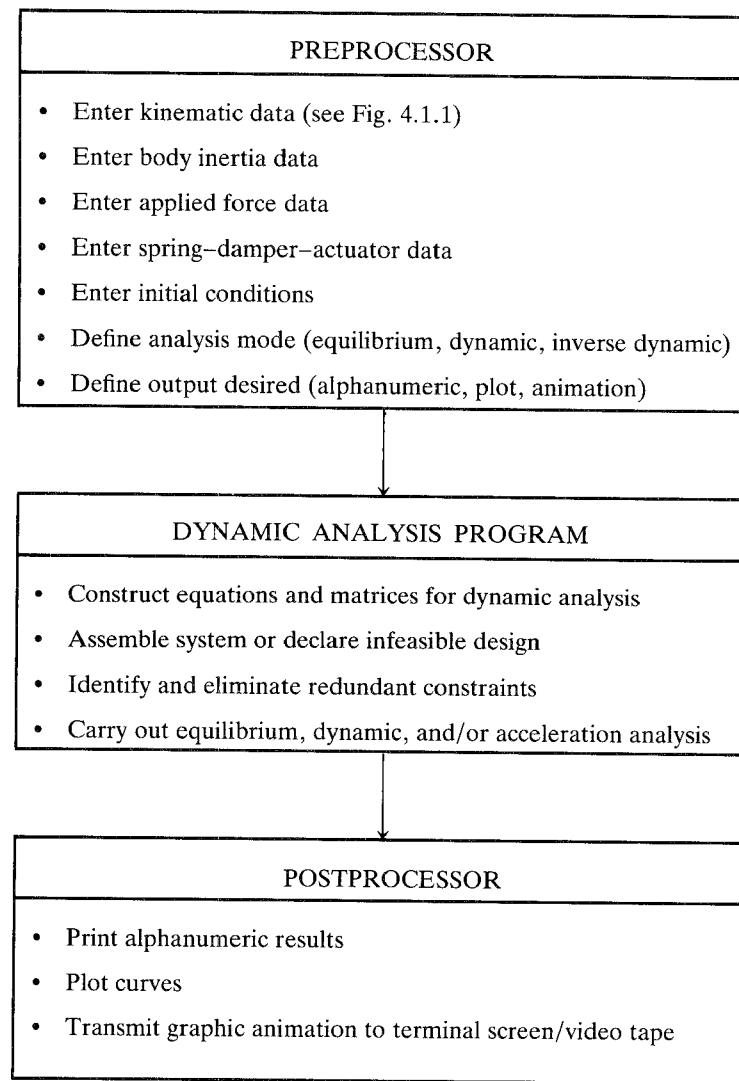 PREPROCESSOR
• Enter kinematic data (see Fig. 4.1.1)
• Enter body inertia data
• Enter applied force data
• Enter spring–damper–actuator data
• Enter initial conditions
• Define analysis mode (equilibrium, dynamic, inverse dynamic)
• Define output desired (alphanumeric, plot, animation)
DYNAMIC ANALYSIS PROGRAM
• Construct equations and matrices for dynamic analysis
• Assemble system or declare infeasible design
• Identify and eliminate redundant constraints
• Carry out equilibrium, dynamic, and/or acceleration analysis
POSTPROCESSOR
• Print alphanumeric results
• Plot curves
• Transmit graphic animation to terminal screen/video tape